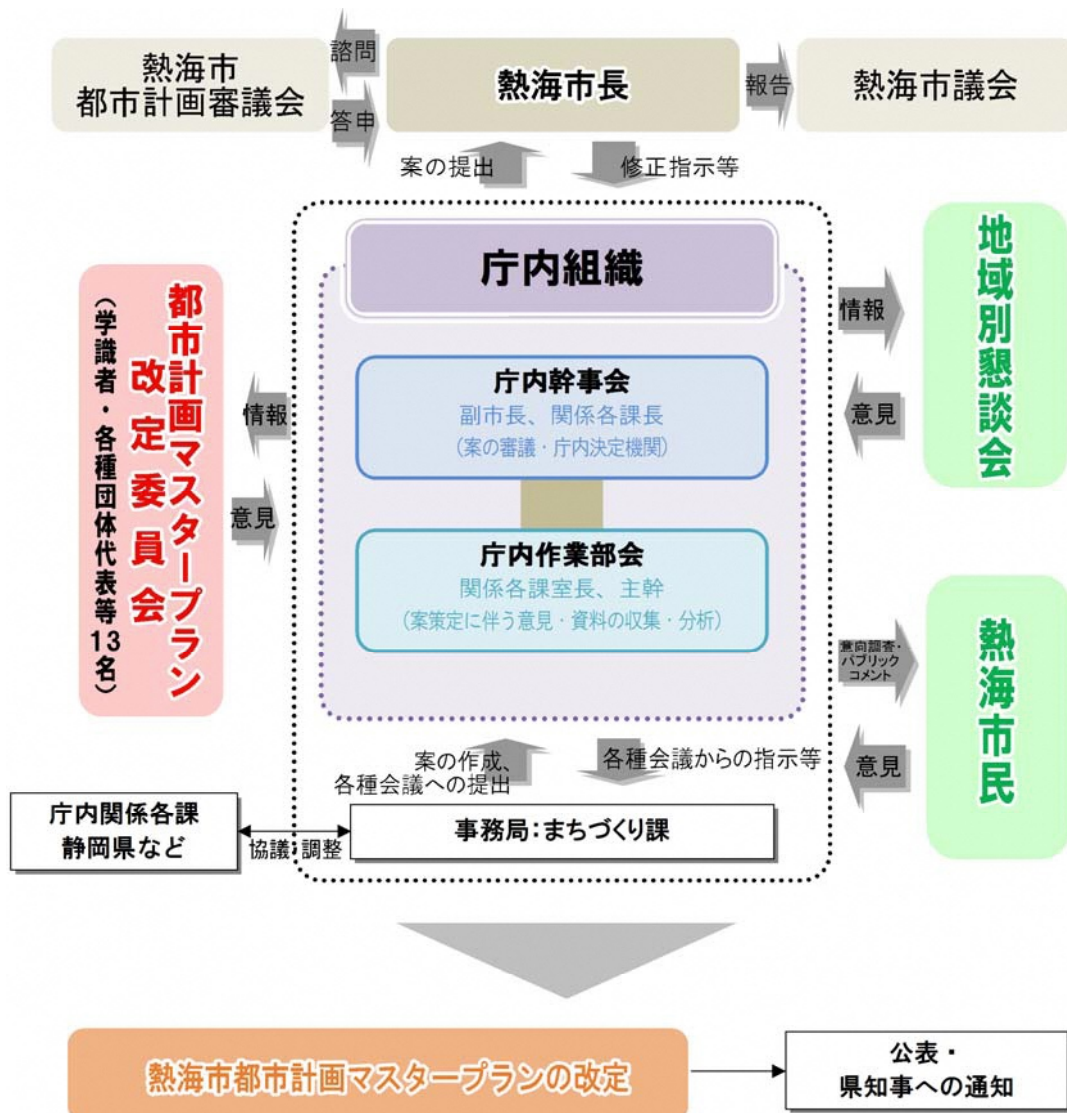 熱海市
都市計画審議会
諮問
答申
熱海市長
報告
熱海市議会
案の提出
修正指示等
庁内組織
庁内幹事会
副市長、関係各課長
(案の審議・庁内決定機関)
庁内作業部会
関係各課室長、主幹
(案策定に伴う意見・資料の収集・分析)
都市計画マスタープラン
改定委員会
(学識者・各種団体代表等13名)
情報
意見
情報
意見
地域別懇談会
意向調査・
パブリック
コメント
意見
熱海市民
案の作成、
各種会議への提出
各種会議からの指示等
庁内関係各課
静岡県など
協議・調整
事務局:まちづくり課
熱海市都市計画マスタープランの改定
公表・
県知事への通知